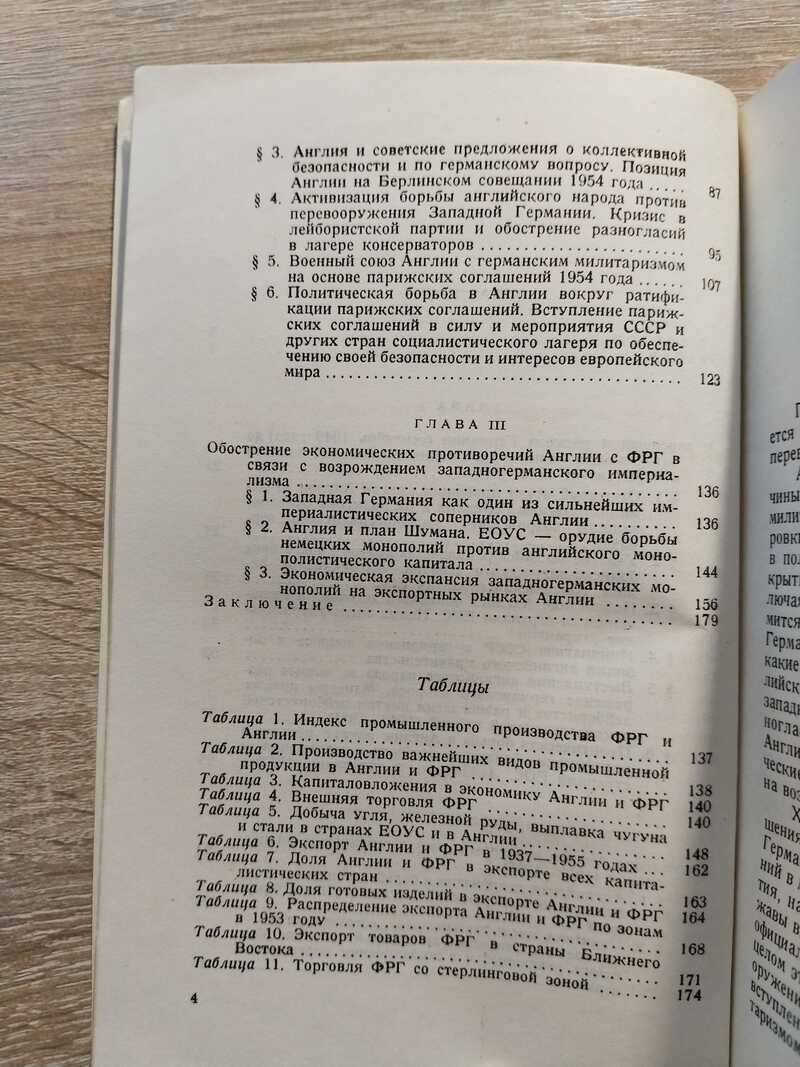 § 3. Англия и советские предложения о коллективной
безопасности и по германскому вопросу. Позиция
Англии на Берлинском совещании 1954 года ..... 87
§ 4. Активизация борьбы английского народа против
перевооружения Западной Германии. Кризис в
лейбористской партии и обострение разногласий
в лагере консерваторов ..... 95
§ 5. Военный союз Англии с германским милитаризмом
на основе парижских соглашений 1954 года ..... 107
§ 6. Политическая борьба в Англии вокруг ратифи-
кации парижских соглашений. Вступление париж-
ских соглашений в силу и мероприятия СССР и
других стран социалистического лагеря по обеспе-
чению своей безопасности и интересов европейского
мира ..... 123
ГЛАВА III
Обострение экономических противоречий Англии с ФРГ в
связи с возрождением западногерманского империа-
лизма ..... 136
§ 1. Западная Германия как один из сильнейших им-
периалистических соперников Англии ..... 136
§ 2. Англия и план Шумана. ЕОУС — орудие борьбы
немецких монополий против английского моно-
полистического капитала ..... 144
§ 3. Экономическая экспансия западногерманских мо-
нополий на экспортных рынках Англии ..... 156
Заключение ..... 179
Таблицы
Таблица 1. Индекс промышленного производства ФРГ и
Англии ..... 137
Таблица 2. Производство важнейших видов промышленной
продукции в Англии и ФРГ ..... 138
Таблица 3. Капиталовложения в экономику Англии и ФРГ 140
Таблица 4. Внешняя торговля ФРГ ..... 140
Таблица 5. Добыча угля, железной руды, выплавка чугуна
и стали в странах ЕОУС и в Англии ..... 148
Таблица 6. Экспорт Англии и ФРГ в 1937—1955 годах ... 162
Таблица 7. Доля Англии и ФРГ в экспорте всех капита-
листических стран ..... 163
Таблица 8. Доля готовых изделий в экспорте Англии и ФРГ 164
Таблица 9. Распределение экспорта Англии и ФРГ по зонам
в 1953 году ..... 168
Таблица 10. Экспорт товаров ФРГ в страны Ближнего
Востока ..... 171
Таблица 11. Торговля ФРГ со стерлинговой зоной ..... 174
4